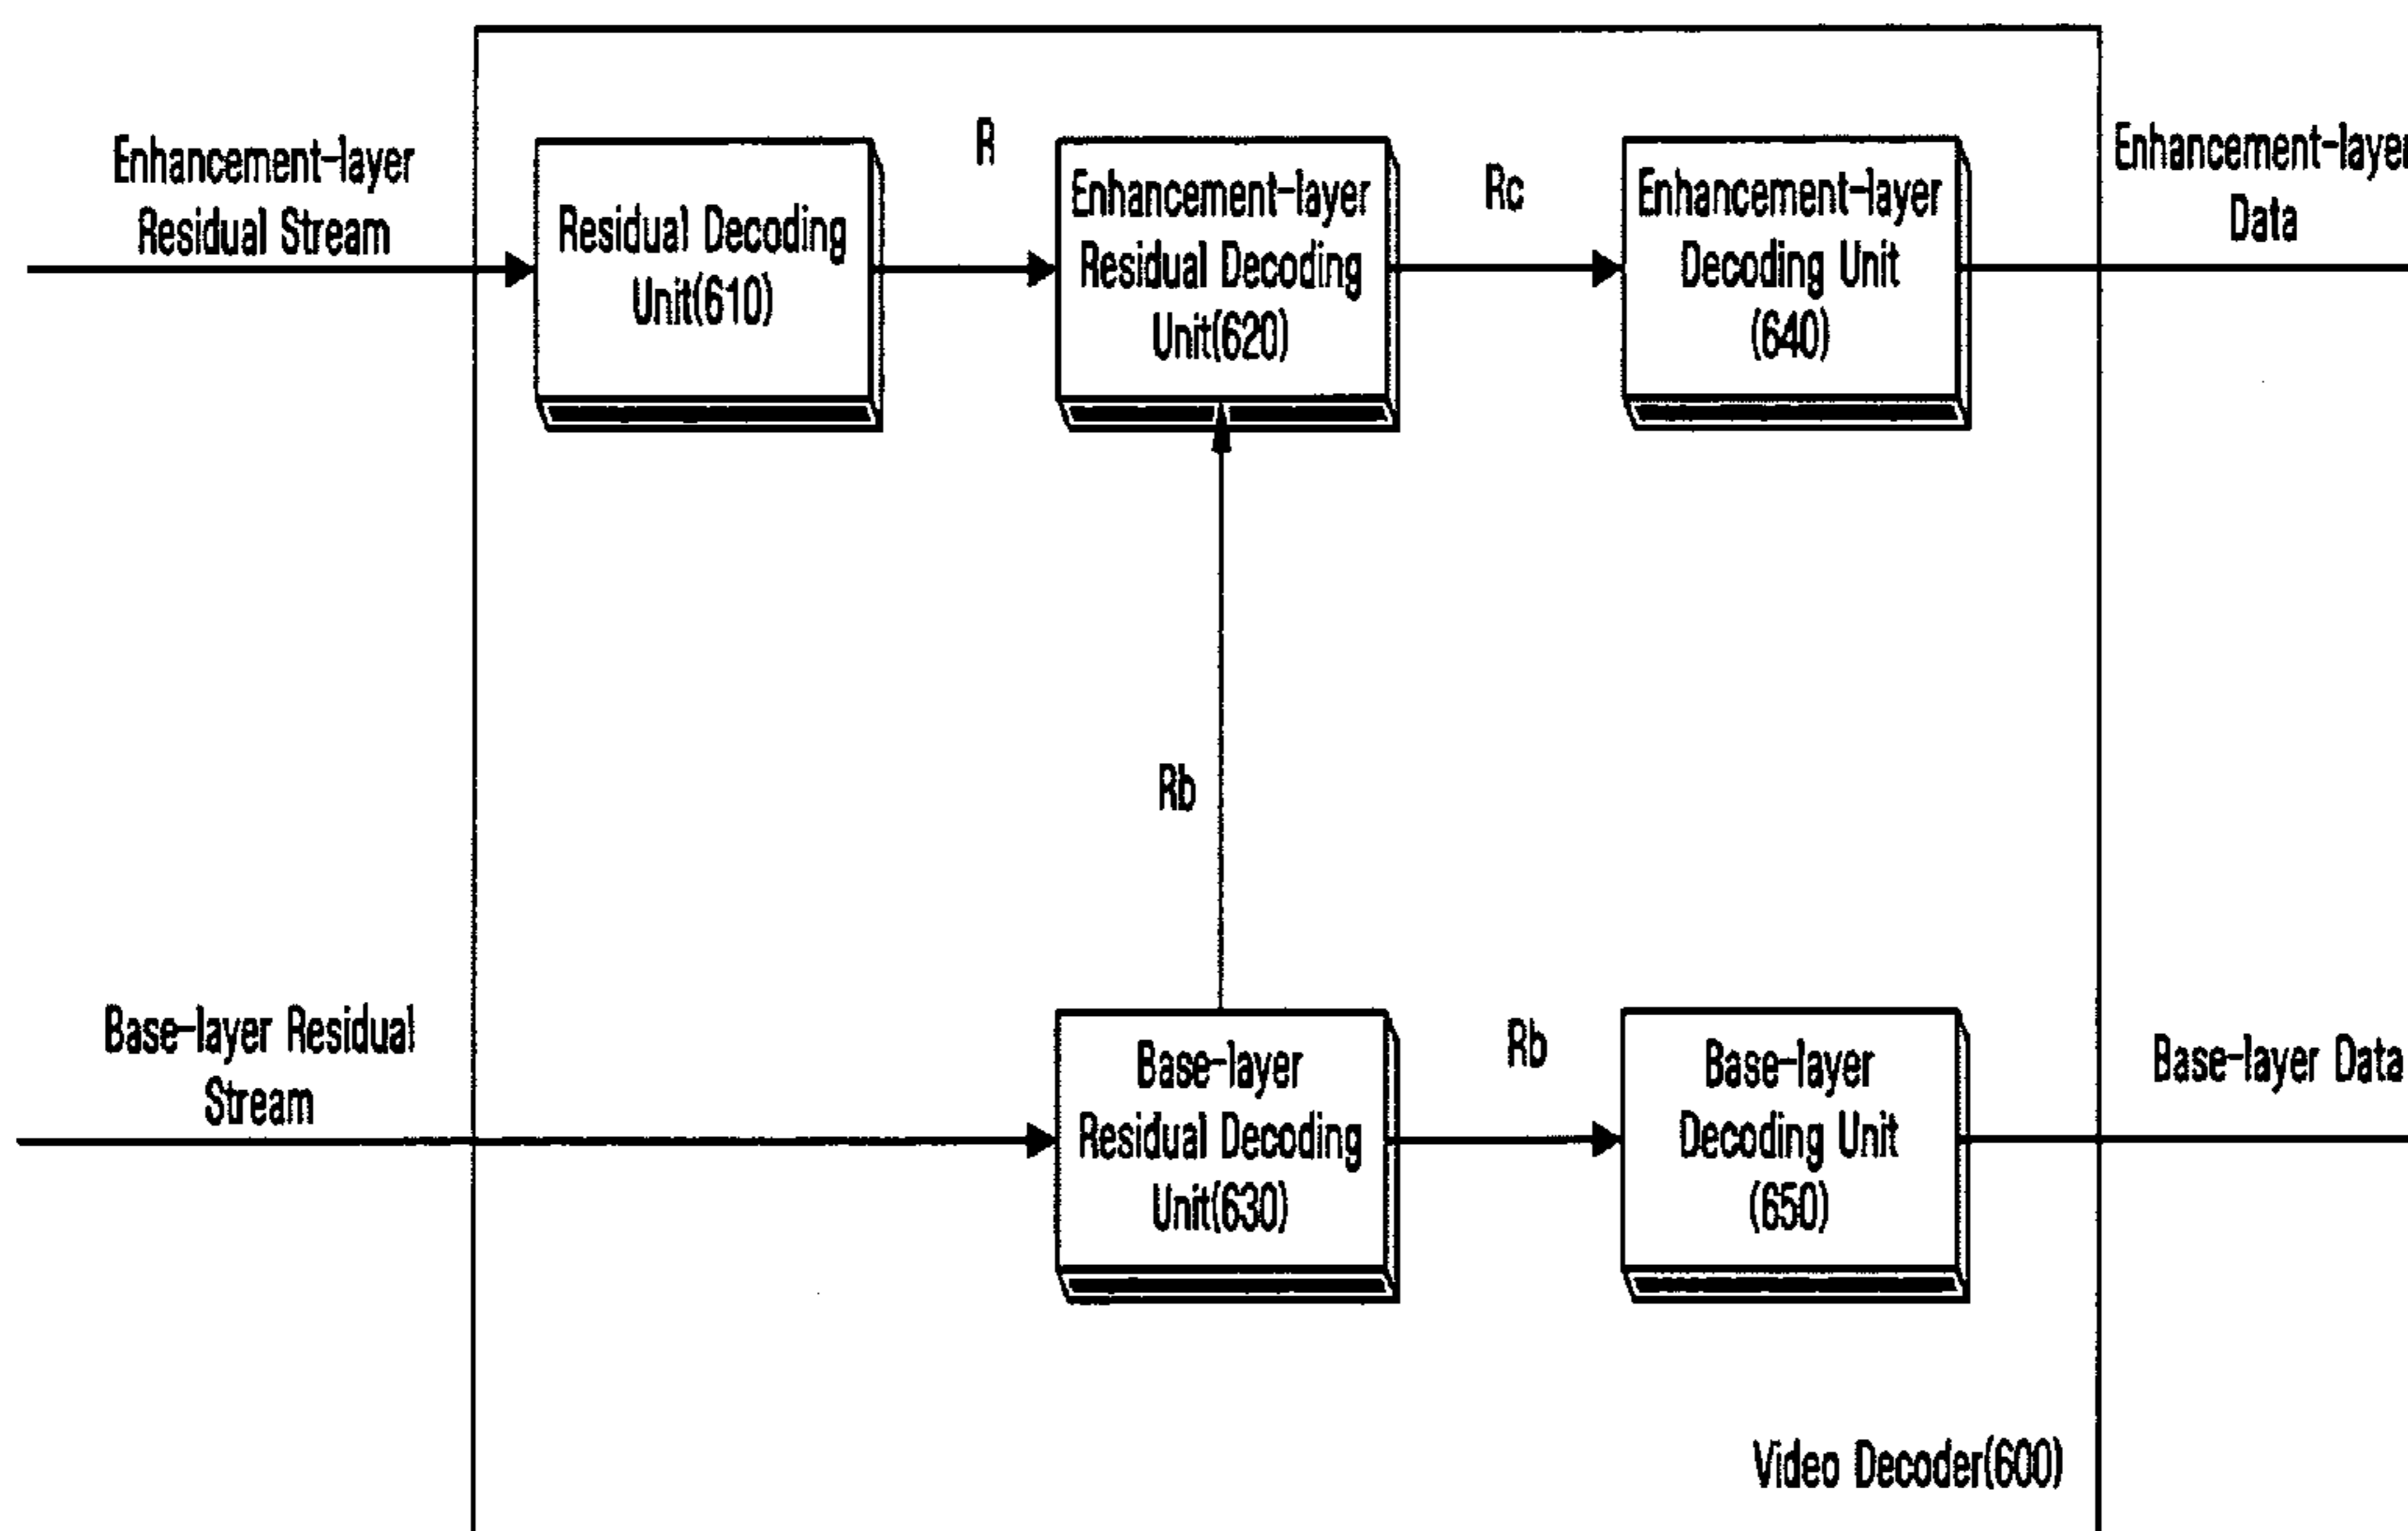 Enhancement-layer
Residual Stream
Residual Decoding
Unit(610)
R
Enhancement-layer
Residual Decoding
Unit(620)
Rc
Enhancement-layer
Decoding Unit
(640)
Enhancement-layer
Data
Rb
Base-layer Residual
Stream
Base-layer
Residual Decoding
Unit(630)
Rb
Base-layer
Decoding Unit
(650)
Base-layer Data
Video Decoder(600)